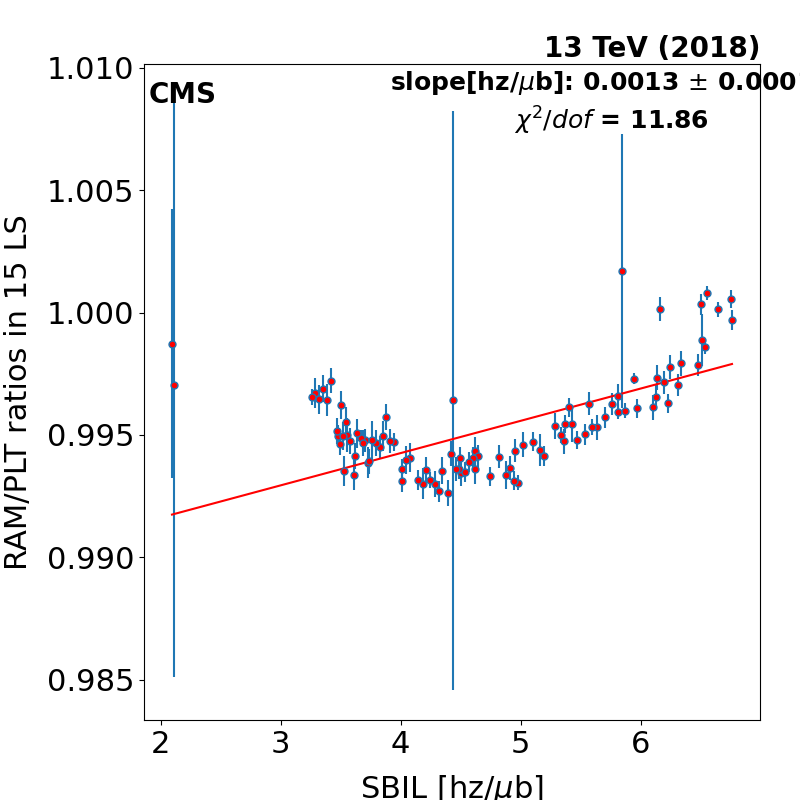 13 TeV (2018)
CMS
slope[hz/μb]: 0.0013 ± 0.000
χ²/dof = 11.86
RAM/PLT ratios in 15 LS
1.010
1.005
1.000
0.995
0.990
0.985
2 3 4 5 6
SBIL [hz/μb]